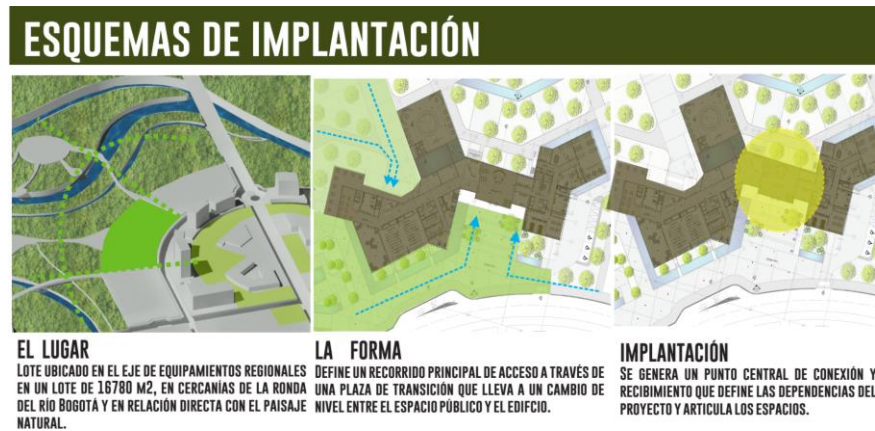 ESQUEMAS DE IMPLANTACIÓN
EL LUGAR
LOTE UBICADO EN EL EJE DE EQUIPAMIENTOS REGIONALES
EN UN LOTE DE 16780 M2, EN CERCANÍAS DE LA RONDA
DEL RÍO BOGOTÁ Y EN RELACIÓN DIRECTA CON EL PAISAJE
NATURAL.
LA FORMA
DEFINE UN RECORRIDO PRINCIPAL DE ACCESO A TRAVÉS DE
UNA PLAZA DE TRANSICIÓN QUE LLEVA A UN CAMBIO DE
NIVEL ENTRE EL ESPACIO PÚBLICO Y EL EDIFCIO.
IMPLANTACIÓN
SE GENERA UN PUNTO CENTRAL DE CONEXIÓN Y
RECIBIMIENTO QUE DEFINE LAS DEPENDENCIAS DEL
PROYECTO Y ARTICULA LOS ESPACIOS.